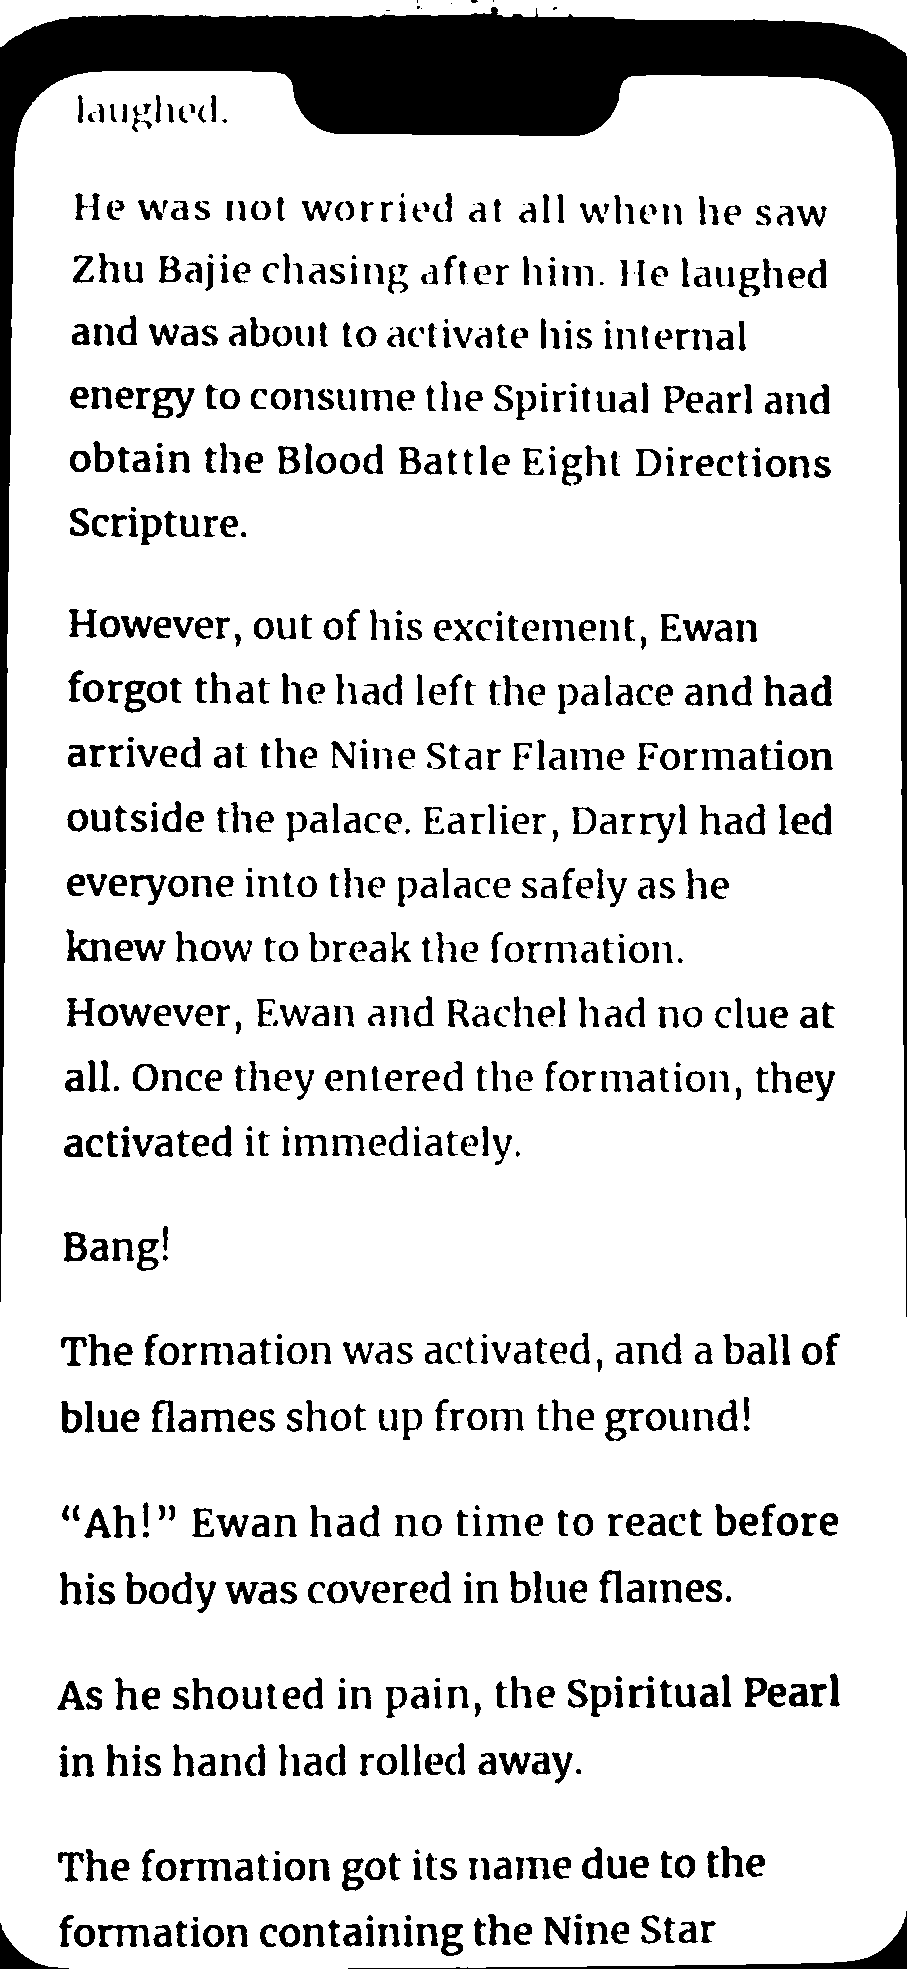 laughed.
He was not worried at all when he saw
Zhu Bajie chasing after him. He laughed
and was about to activate his internal
energy to consume the Spiritual Pearl and
obtain the Blood Battle Eight Directions
Scripture.
However, out of his excitement, Ewan
forgot that he had left the palace and had
arrived at the Nine Star Flame Formation
outside the palace. Earlier, Darryl had led
everyone into the palace safely as he
knew how to break the formation.
However, Ewan and Rachel had no clue at
all. Once they entered the formation, they
activated it immediately.
Bang!
The formation was activated, and a ball of
blue flames shot up from the ground!
“Ah!” Ewan had no time to react before
his body was covered in blue flames.
As he shouted in pain, the Spiritual Pearl
in his hand had rolled away.
The formation got its name due to the
formation containing the Nine Star